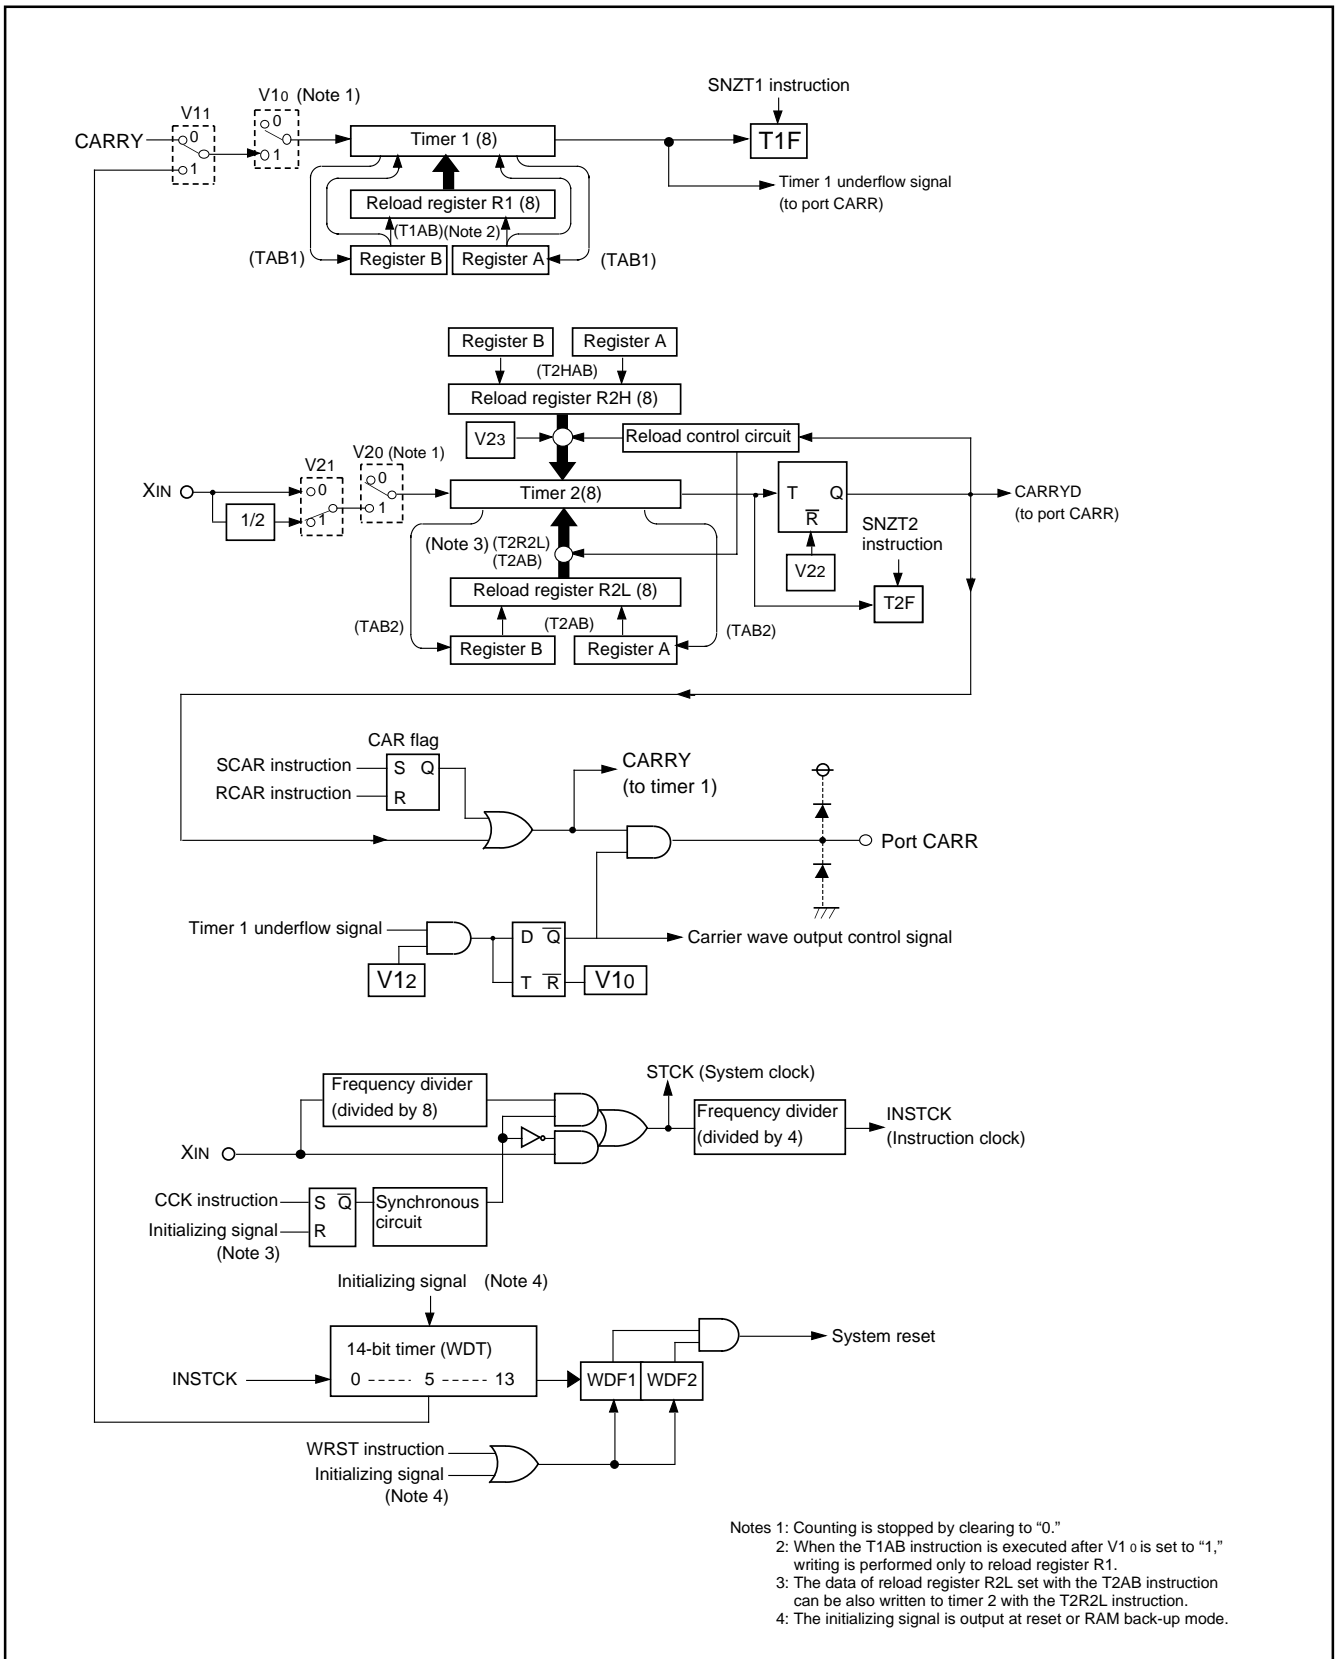 SNZT1 instruction
V10 (Note 1)
V11
CARRY
0
1
0
1
Timer 1 (8)
T1F
Timer 1 underflow signal
(to port CARR)
Reload register R1 (8)
(T1AB)(Note 2)
(TAB1)
Register B
Register A
(TAB1)
Register B
Register A
(T2HAB)
Reload register R2H (8)
V23
Reload control circuit
V20 (Note 1)
V21
XIN
0
1
0
1
1/2
Timer 2(8)
T Q
R
V22
CARRYD
(to port CARR)
SNZT2
instruction
T2F
(Note 3) (T2R2L)
(T2AB)
Reload register R2L (8)
(TAB2)
(T2AB)
(TAB2)
Register B
Register A
CAR flag
SCAR instruction
RCAR instruction
S Q
R
CARRY
(to timer 1)
Port CARR
Timer 1 underflow signal
V12
D Q
T R
V10
Carrier wave output control signal
STCK (System clock)
Frequency divider
(divided by 8)
Frequency divider
(divided by 4)
INSTCK
(Instruction clock)
XIN
CCK instruction
Initializing signal
(Note 3)
S Q
R
Synchronous
circuit
Initializing signal (Note 4)
14-bit timer (WDT)
0 ----- 5 ----- 13
INSTCK
WDF1
WDF2
System reset
WRST instruction
Initializing signal
(Note 4)
Notes 1: Counting is stopped by clearing to “0.”
2: When the T1AB instruction is executed after V1 0 is set to “1,”
writing is performed only to reload register R1.
3: The data of reload register R2L set with the T2AB instruction
can be also written to timer 2 with the T2R2L instruction.
4: The initializing signal is output at reset or RAM back-up mode.